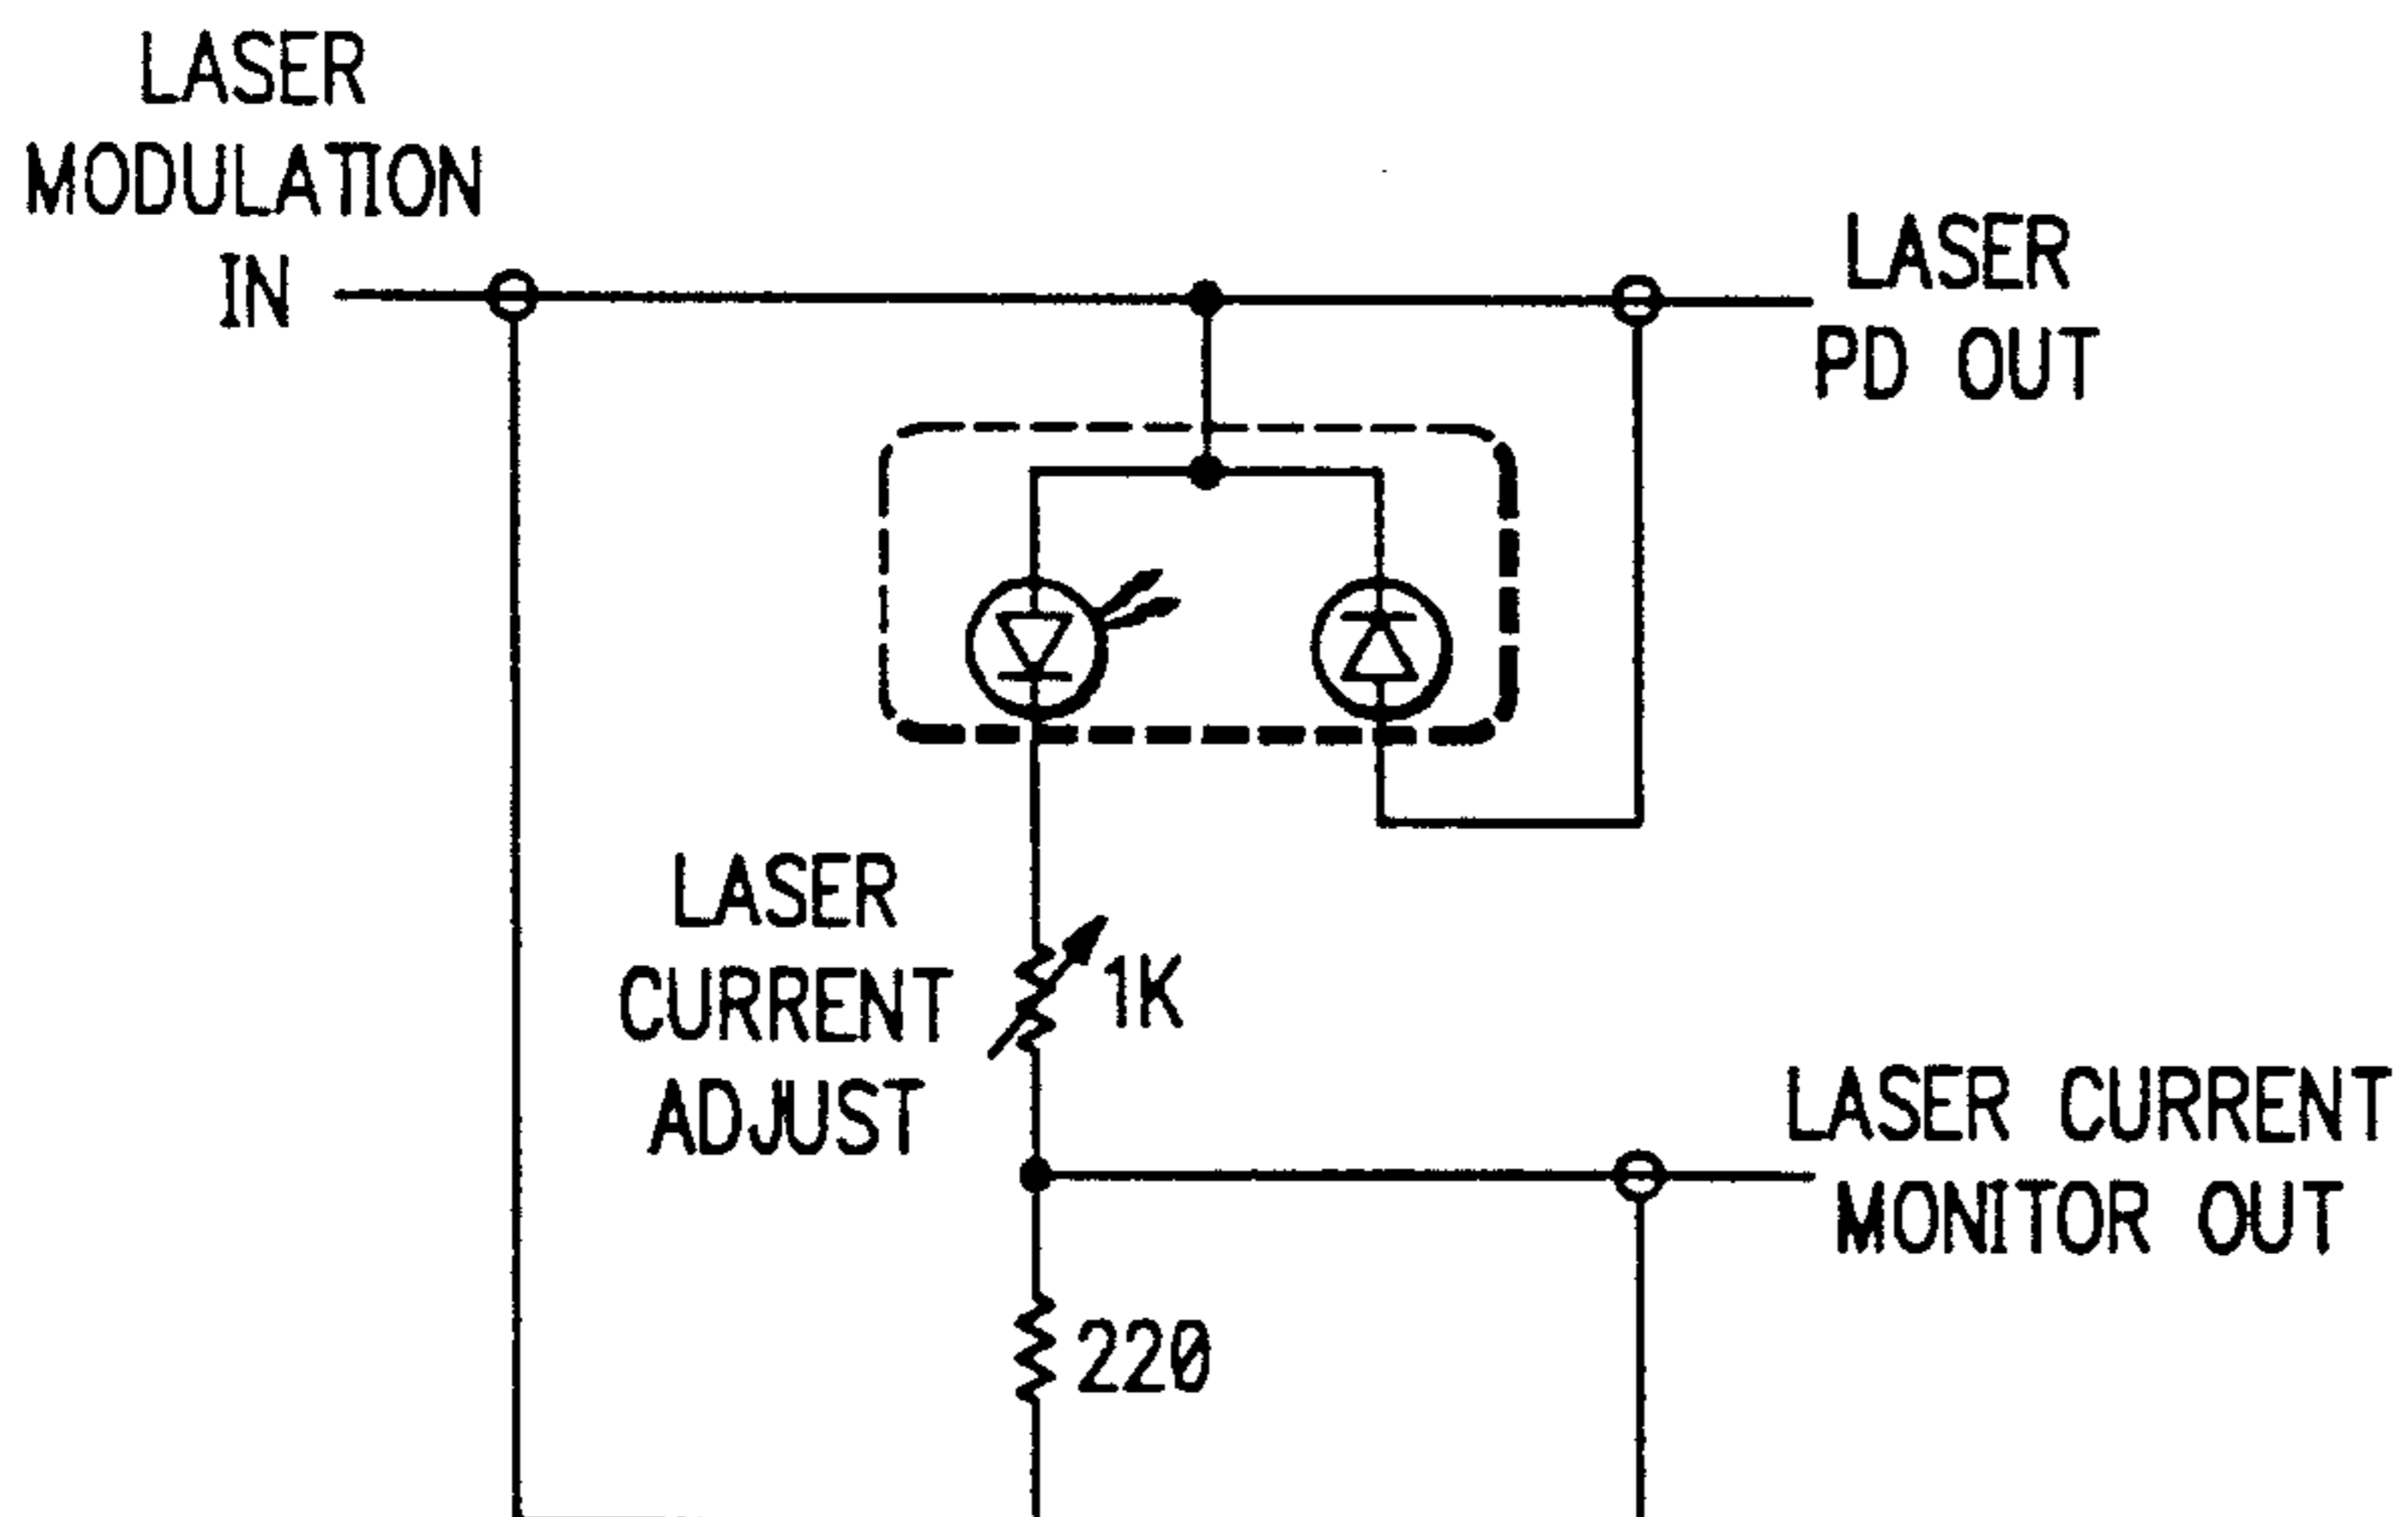 LASER
MODULATION
IN
LASER
PD OUT
LASER
CURRENT
ADJUST
1K
LASER CURRENT
MONITOR OUT
220